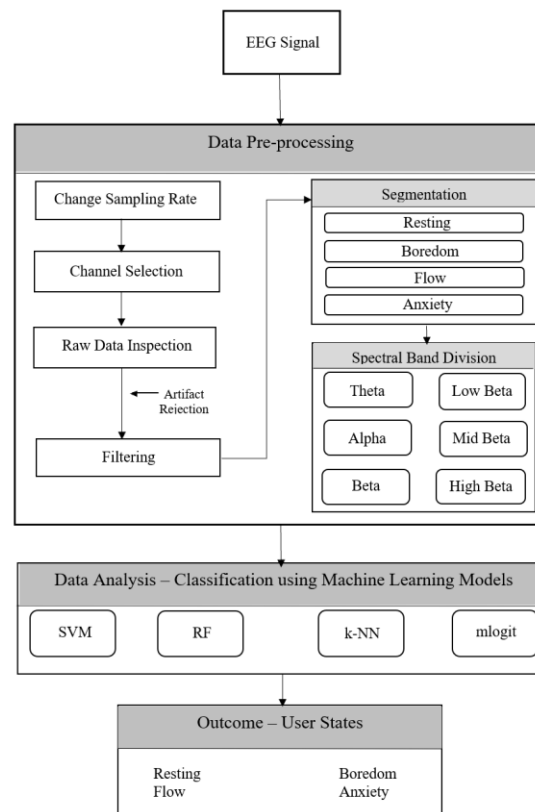 EEG Signal
Data Pre-processing
Change Sampling Rate
Channel Selection
Raw Data Inspection
Artifact
Rejection
Filtering
Segmentation
Resting
Boredom
Flow
Anxiety
Spectral Band Division
Theta
Low Beta
Alpha
Mid Beta
Beta
High Beta
Data Analysis – Classification using Machine Learning Models
SVM
RF
k-NN
mlogit
Outcome – User States
Resting
Boredom
Flow
Anxiety